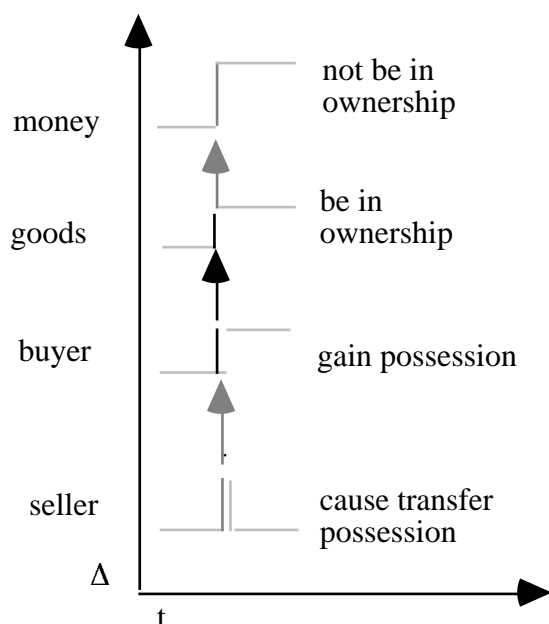 not be in
ownership
money
be in
ownership
goods
buyer
gain possession
seller
cause transfer
possession
Δ
t